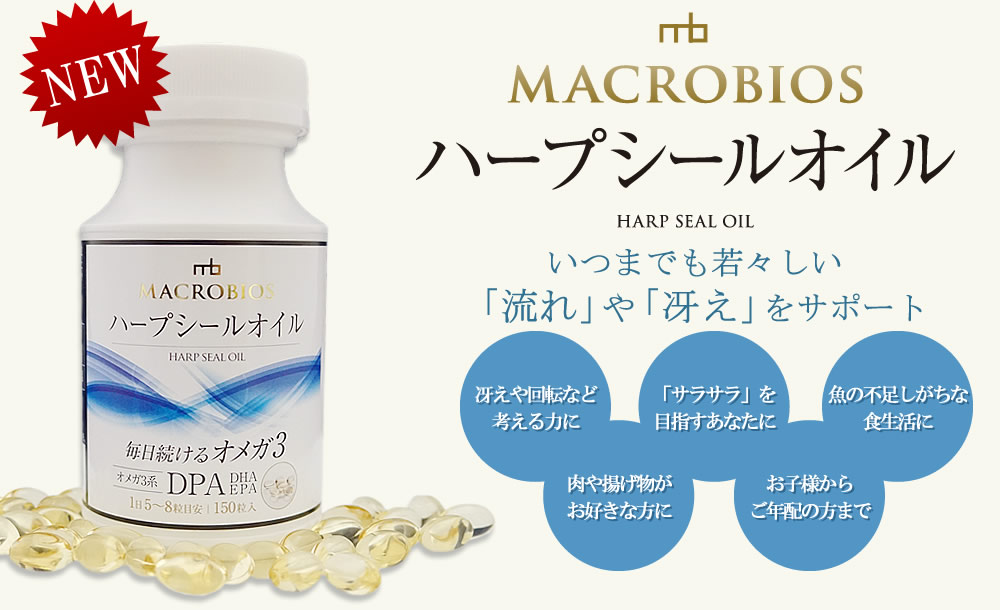 NEW
mb
MACROBIOS
ハープシールオイル
HARP SEAL OIL
いつまでも若々しい
「流れ」や「冴え」をサポート
冴えや回転など
考える力に
「サラサラ」を
目指すあなたに
魚の不足しがちな
食生活に
肉や揚げ物が
お好きな方に
お子様から
ご年配の方まで
mb
MACROBIOS
ハープシールオイル
HARP SEAL OIL
毎日続けるオメガ3
オメガ3系 DPA DHA
EPA
1日5～8粒目安 | 150粒入